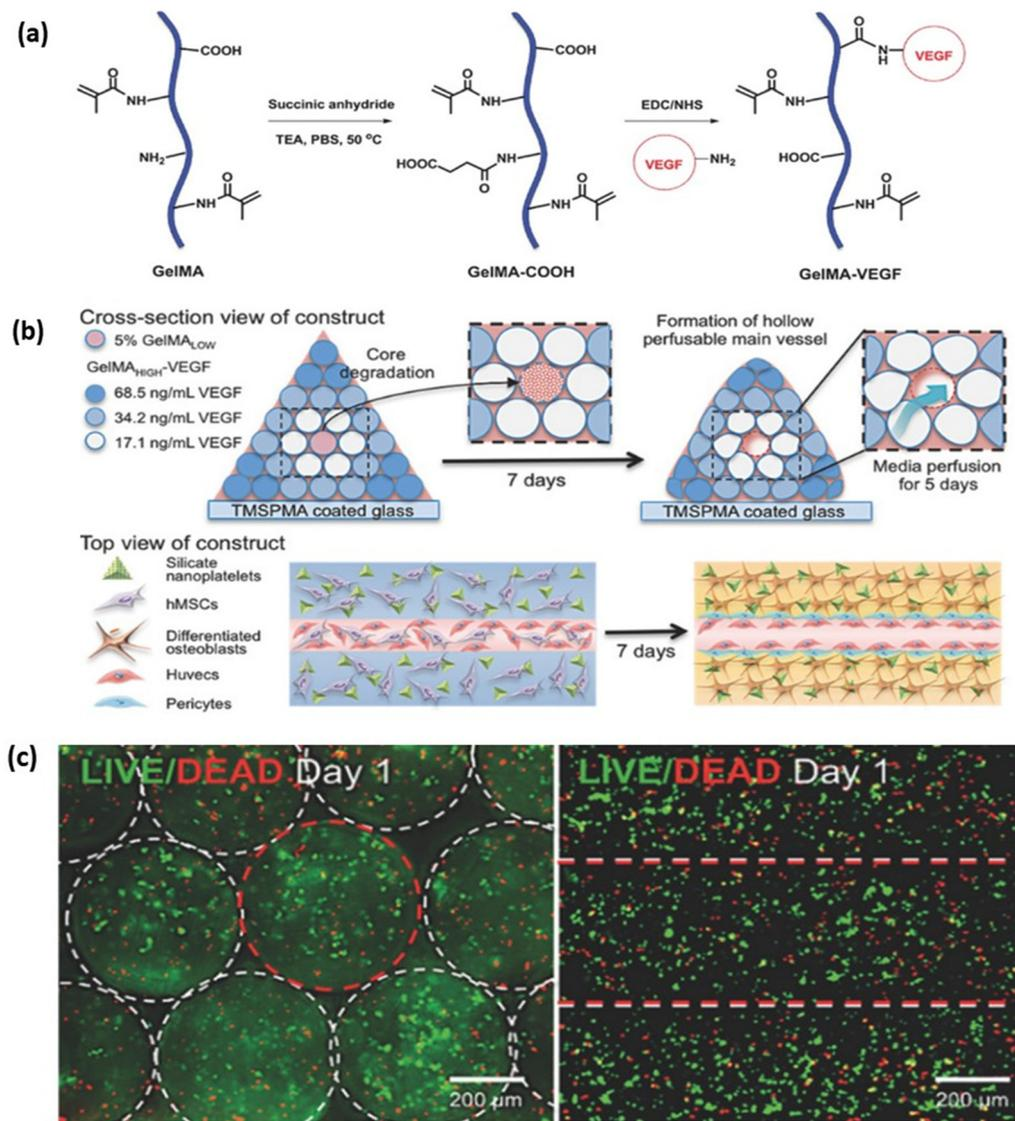 (a)
COOH
O
NH
NH₂
O
NH
GelMA
Succinic anhydride
TEA, PBS, 50 °C
COOH
O
NH
HOOC
O
NH
O
NH
GelMA-COOH
EDC/NHS
VEGF
NH₂
O
N
H
VEGF
O
NH
HOOC
O
NH
GelMA-VEGF
(b)
Cross-section view of construct
5% GelMA_LOW
GelMA_HIGH-VEGF
68.5 ng/mL VEGF
34.2 ng/mL VEGF
17.1 ng/mL VEGF
TMSPMA coated glass
Core
degradation
7 days
Formation of hollow
perfusable main vessel
TMSPMA coated glass
Media perfusion
for 5 days
Top view of construct
Silicate
nanoplatelets
hMSCs
Differentiated
osteoblasts
Huvecs
Pericytes
7 days
(c)
LIVE/DEAD Day 1
200 µm
LIVE/DEAD Day 1
200 µm